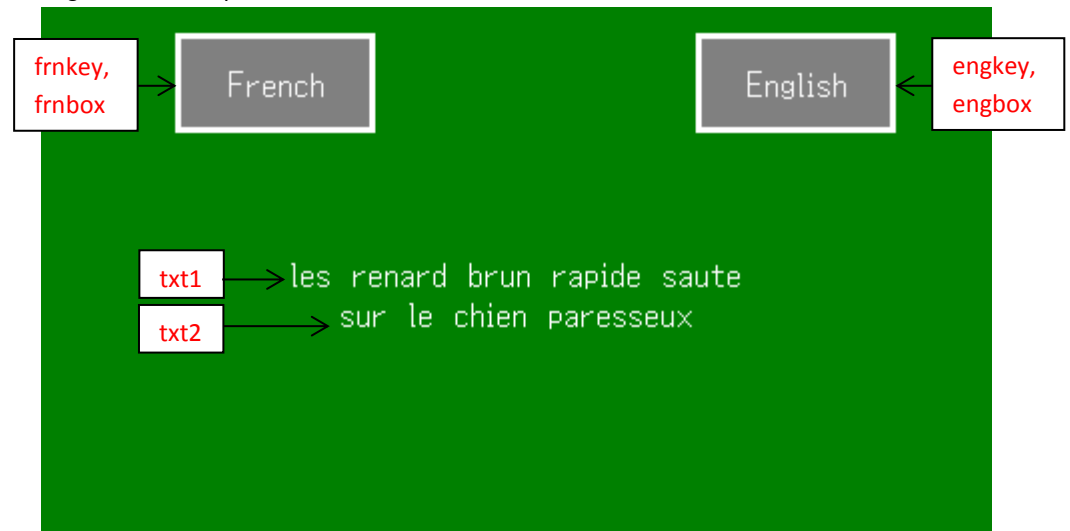 frnkey,
frnbox
French
English
engkey,
engbox
txt1
les renard brun rapide saute
txt2
sur le chien paresseux